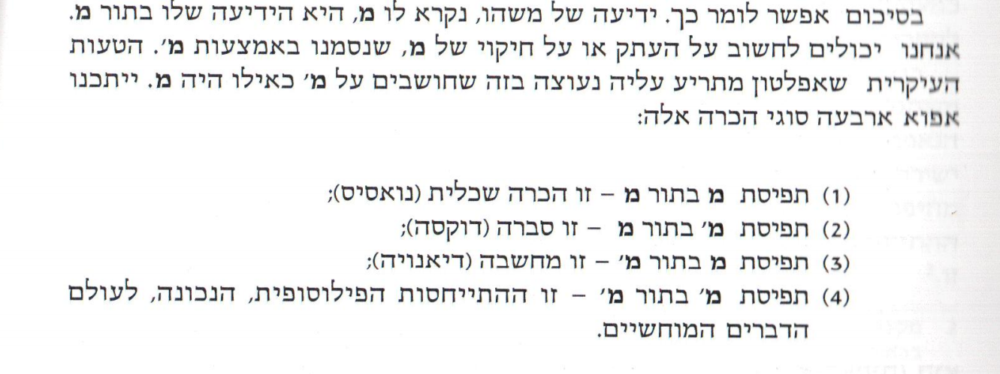 בסיכום אפשר לומר כך. ידיעה של משהו, נקרא לו מ, היא הידיעה שלו בתור מ.
אנחנו יכולים לחשוב על העתק או על חיקוי של מ, שנסמנו באמצעות מ׳. הטעות
העיקרית שאפלטון מתריע עליה נעוצה בזה שחושבים על מ׳ כאילו היה מ. ייתכנו
אפוא ארבעה סוגי הכרה אלה:
(1) תפיסת מ בתור מ – זו הכרה שכלית (נואסיס);
(2) תפיסת מ׳ בתור מ – זו סברה (דוקסה);
(3) תפיסת מ בתור מ׳ – זו מחשבה (דיאנויה);
(4) תפיסת מ׳ בתור מ׳ – זו ההתייחסות הפילוסופית, הנכונה, לעולם
הדברים המוחשיים.